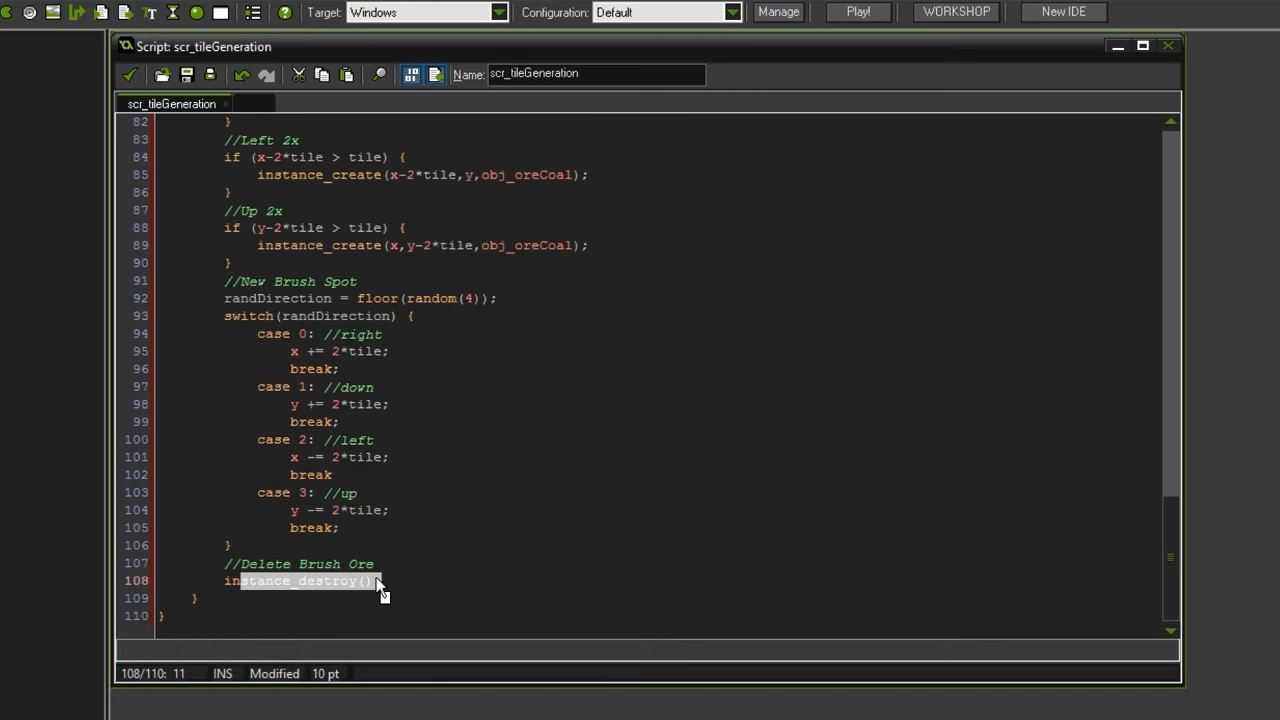 Target: Windows Configuration: Default Manage Play! WORKSHOP New IDE
Script: scr_tileGeneration
Name: scr_tileGeneration
scr_tileGeneration
82 }
83 //Left 2x
84 if (x-2*tile > tile) {
85 instance_create(x-2*tile,y,obj_oreCoal);
86 }
87 //Up 2x
88 if (y-2*tile > tile) {
89 instance_create(x,y-2*tile,obj_oreCoal);
90 }
91 //New Brush Spot
92 randDirection = floor(random(4));
93 switch(randDirection) {
94 case 0: //right
95 x += 2*tile;
96 break;
97 case 1: //down
98 y += 2*tile;
99 break;
100 case 2: //left
101 x -= 2*tile;
102 break
103 case 3: //up
104 y -= 2*tile;
105 break;
106 }
107 //Delete Brush Ore
108 instance_destroy()
109 }
110 }
108/110: 11 INS Modified 10 pt